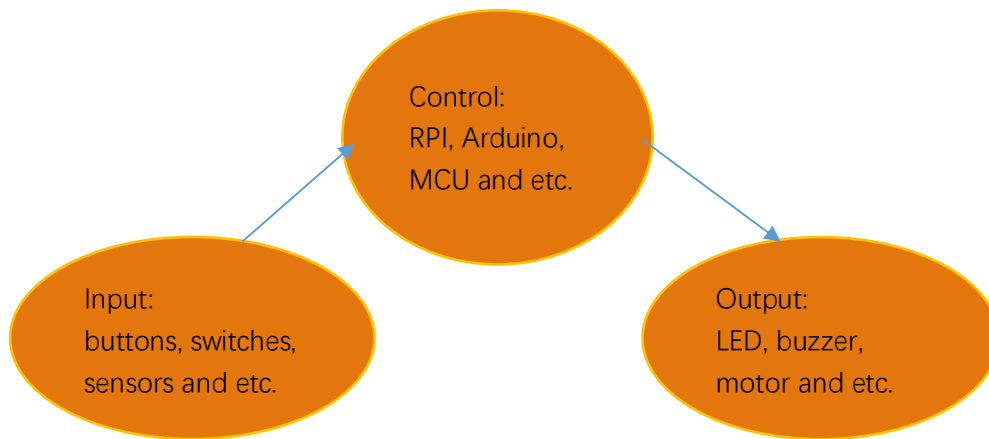 Control:
RPI, Arduino,
MCU and etc.
Input:
buttons, switches,
sensors and etc.
Output:
LED, buzzer,
motor and etc.